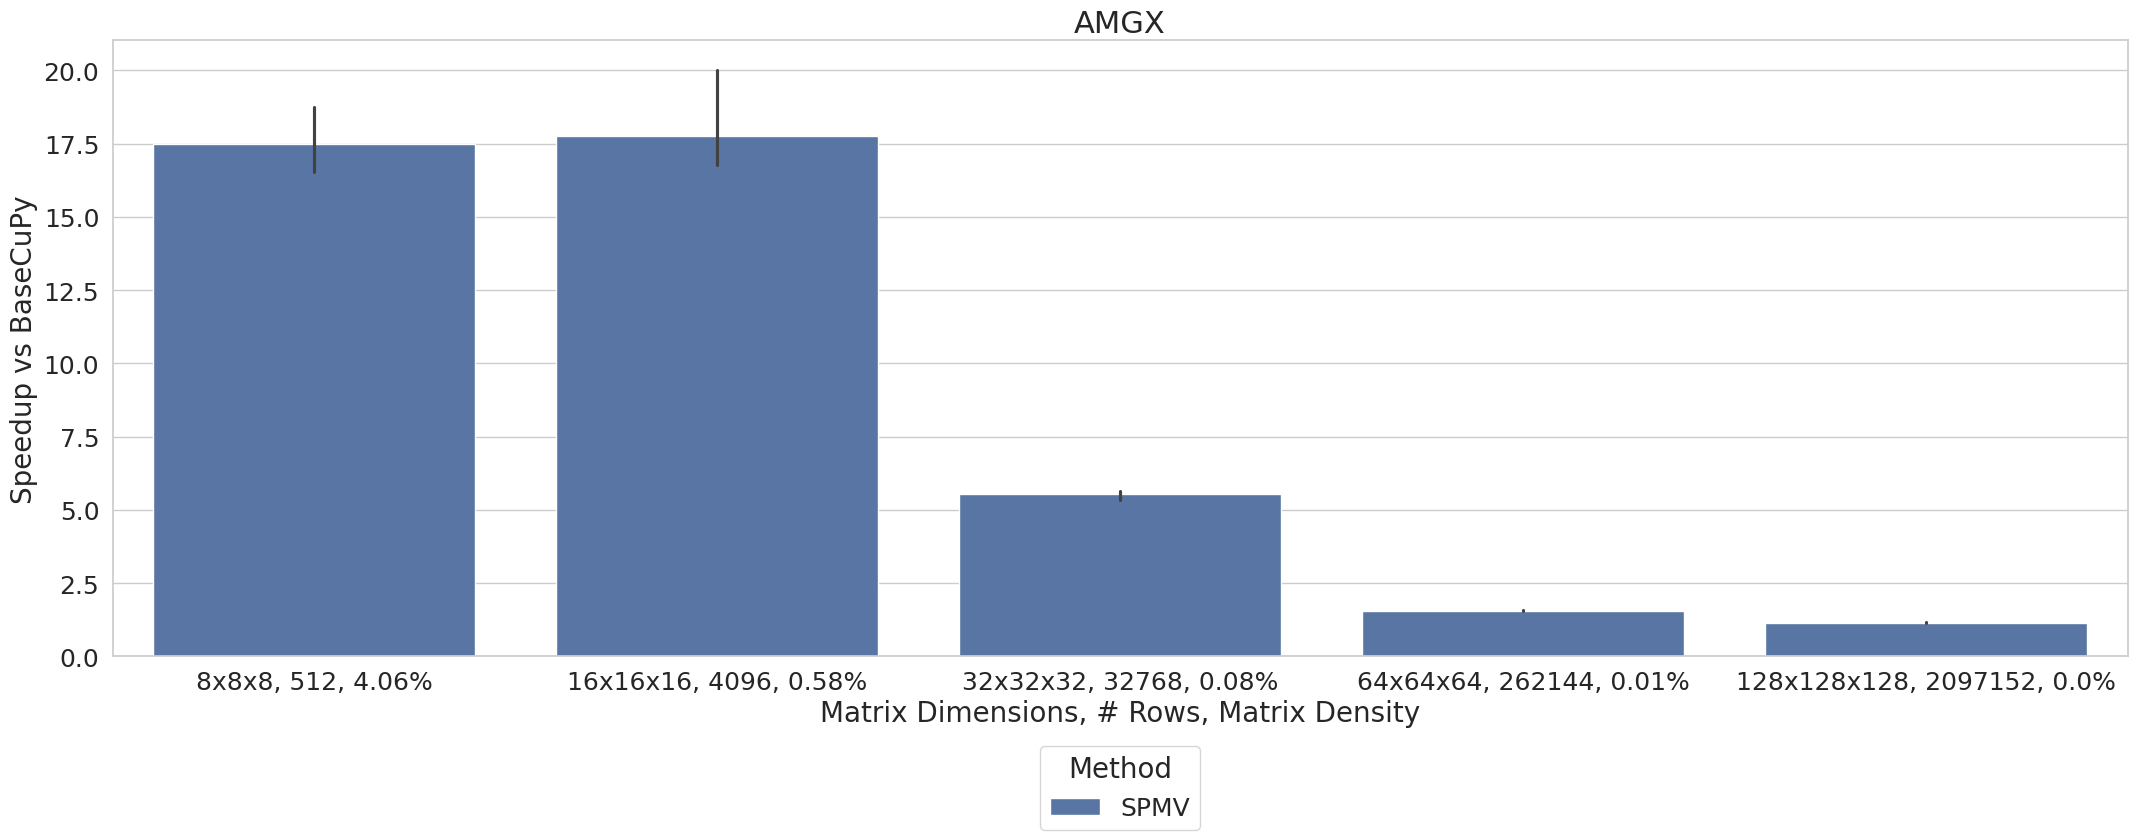 AMGX
Speedup vs BaseCuPy
20.0
17.5
15.0
12.5
10.0
7.5
5.0
2.5
0.0
8x8x8, 512, 4.06%
16x16x16, 4096, 0.58%
32x32x32, 32768, 0.08%
64x64x64, 262144, 0.01%
128x128x128, 2097152, 0.0%
Matrix Dimensions, # Rows, Matrix Density
Method
SPMV